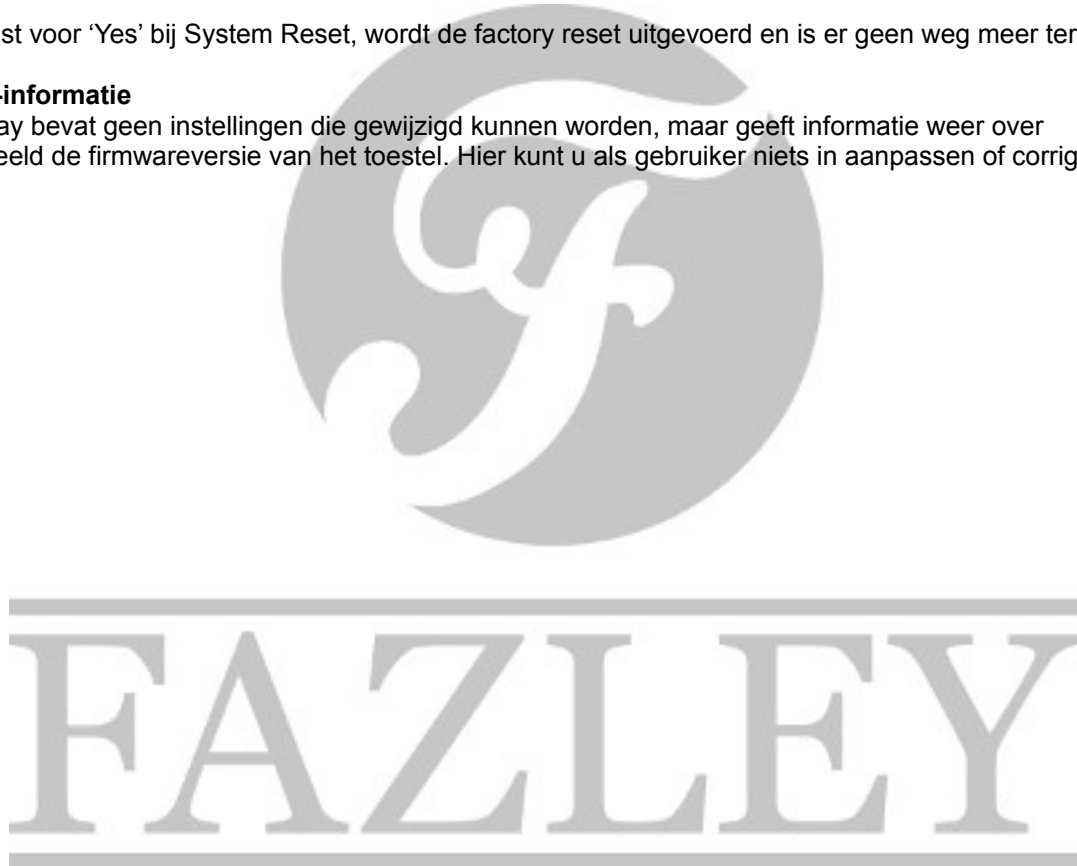 st voor ‘Yes’ bij System Reset, wordt de factory reset uitgevoerd en is er geen weg meer ter
-informatie
ay bevat geen instellingen die gewijzigd kunnen worden, maar geeft informatie weer over
eeld de firmwareversie van het toestel. Hier kunt u als gebruiker niets in aanpassen of corrig
F
FAZLEY